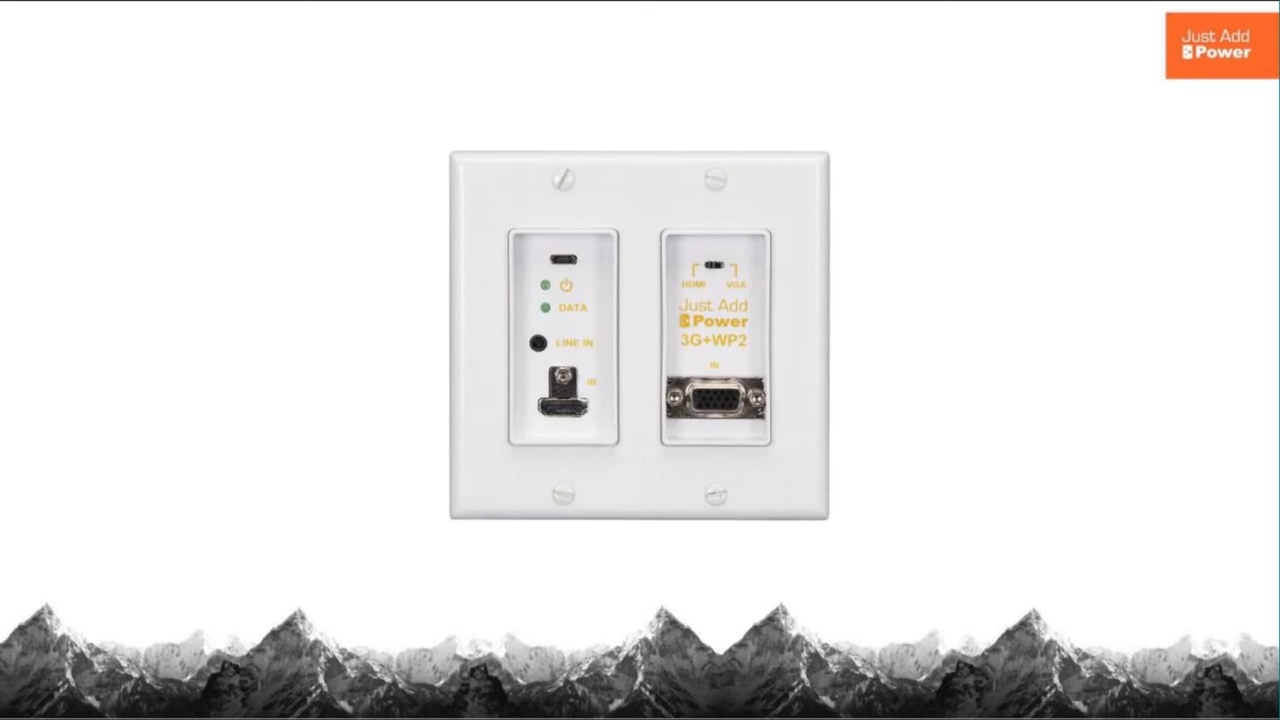 Just Add
Power
DATA
LINE IN
IN
HDMI VGA
Just Add
Power
3G+WP2
IN